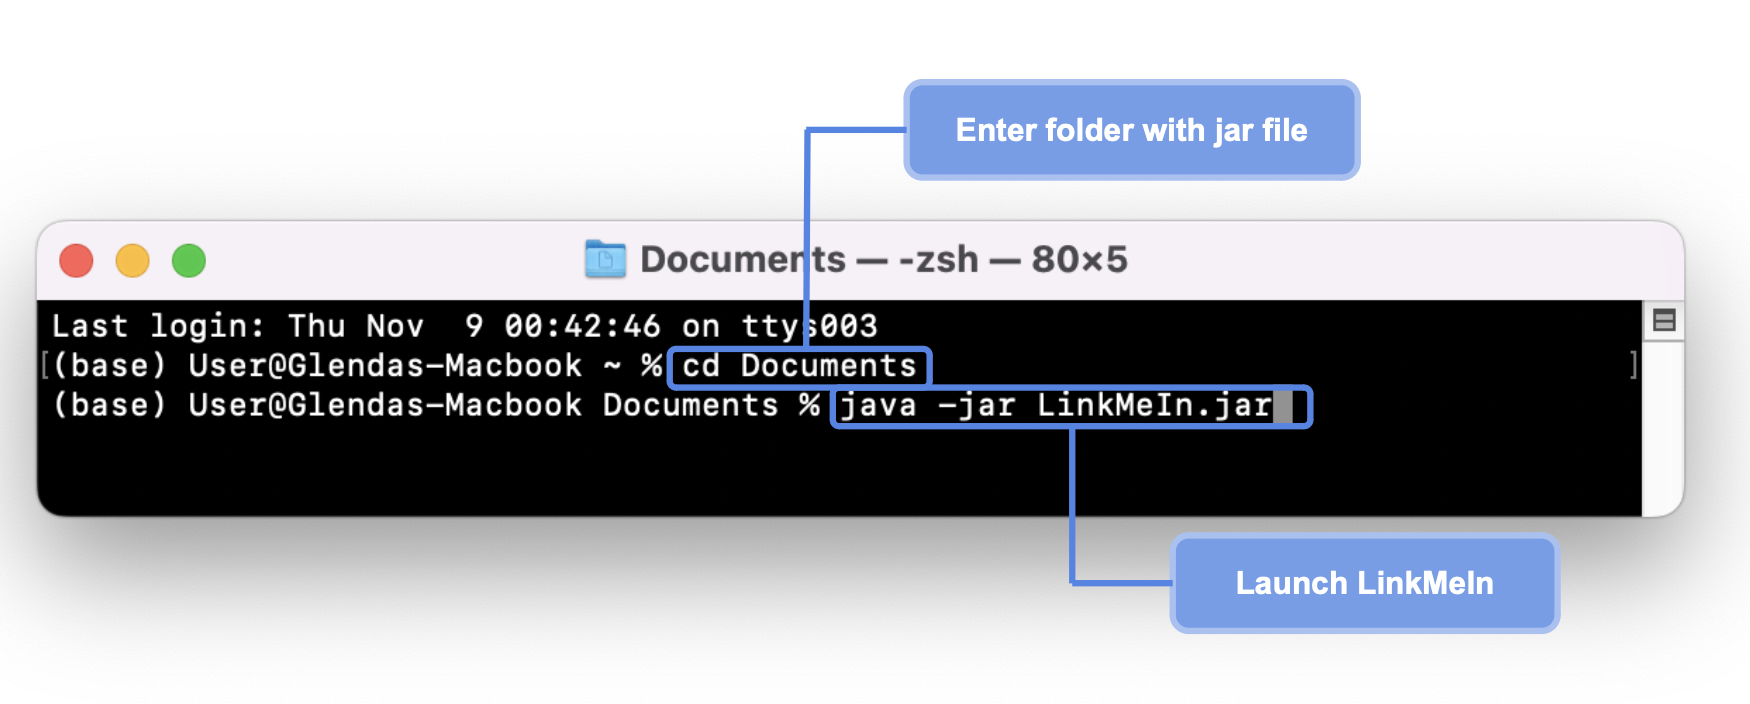 Enter folder with jar file
Documents — -zsh — 80×5
Last login: Thu Nov  9 00:42:46 on ttys003
[(base) User@Glendas-Macbook ~ % cd Documents ]
(base) User@Glendas-Macbook Documents % java -jar LinkMeIn.jar
Launch LinkMeIn